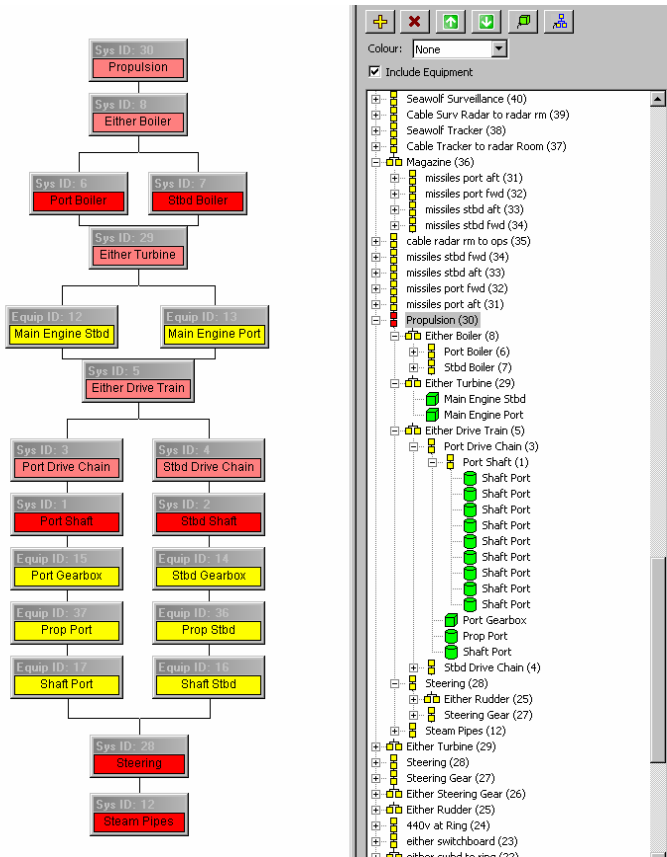 Sys ID: 30
Propulsion
Sys ID: 8
Either Boiler
Sys ID: 6
Port Boiler
Sys ID: 7
Stbd Boiler
Sys ID: 29
Either Turbine
Equip ID: 12
Main Engine Stbd
Equip ID: 13
Main Engine Port
Sys ID: 5
Either Drive Train
Sys ID: 3
Port Drive Chain
Sys ID: 4
Stbd Drive Chain
Sys ID: 1
Port Shaft
Sys ID: 2
Stbd Shaft
Equip ID: 15
Port Gearbox
Equip ID: 14
Stbd Gearbox
Equip ID: 37
Prop Port
Equip ID: 36
Prop Stbd
Equip ID: 17
Shaft Port
Equip ID: 16
Shaft Stbd
Sys ID: 28
Steering
Sys ID: 12
Steam Pipes
Colour: None
Include Equipment
Seawolf Surveillance (40)
Cable Surv Radar to radar rm (39)
Seawolf Tracker (38)
Cable Tracker to radar Room (37)
Magazine (36)
missiles port aft (31)
missiles port fwd (32)
missiles stbd aft (33)
missiles stbd fwd (34)
cable radar rm to ops (35)
missiles stbd fwd (34)
missiles stbd aft (33)
missiles port fwd (32)
missiles port aft (31)
Propulsion (30)
Either Boiler (8)
Port Boiler (6)
Stbd Boiler (7)
Either Turbine (29)
Main Engine Stbd
Main Engine Port
Either Drive Train (5)
Port Drive Chain (3)
Port Shaft (1)
Shaft Port
Shaft Port
Shaft Port
Shaft Port
Shaft Port
Shaft Port
Shaft Port
Shaft Port
Shaft Port
Port Gearbox
Prop Port
Shaft Port
Stbd Drive Chain (4)
Steering (28)
Either Rudder (25)
Steering Gear (27)
Steam Pipes (12)
Either Turbine (29)
Steering (28)
Steering Gear (27)
Either Steering Gear (26)
Either Rudder (25)
440v at Ring (24)
either switchboard (23)
either swbd to ring (22)